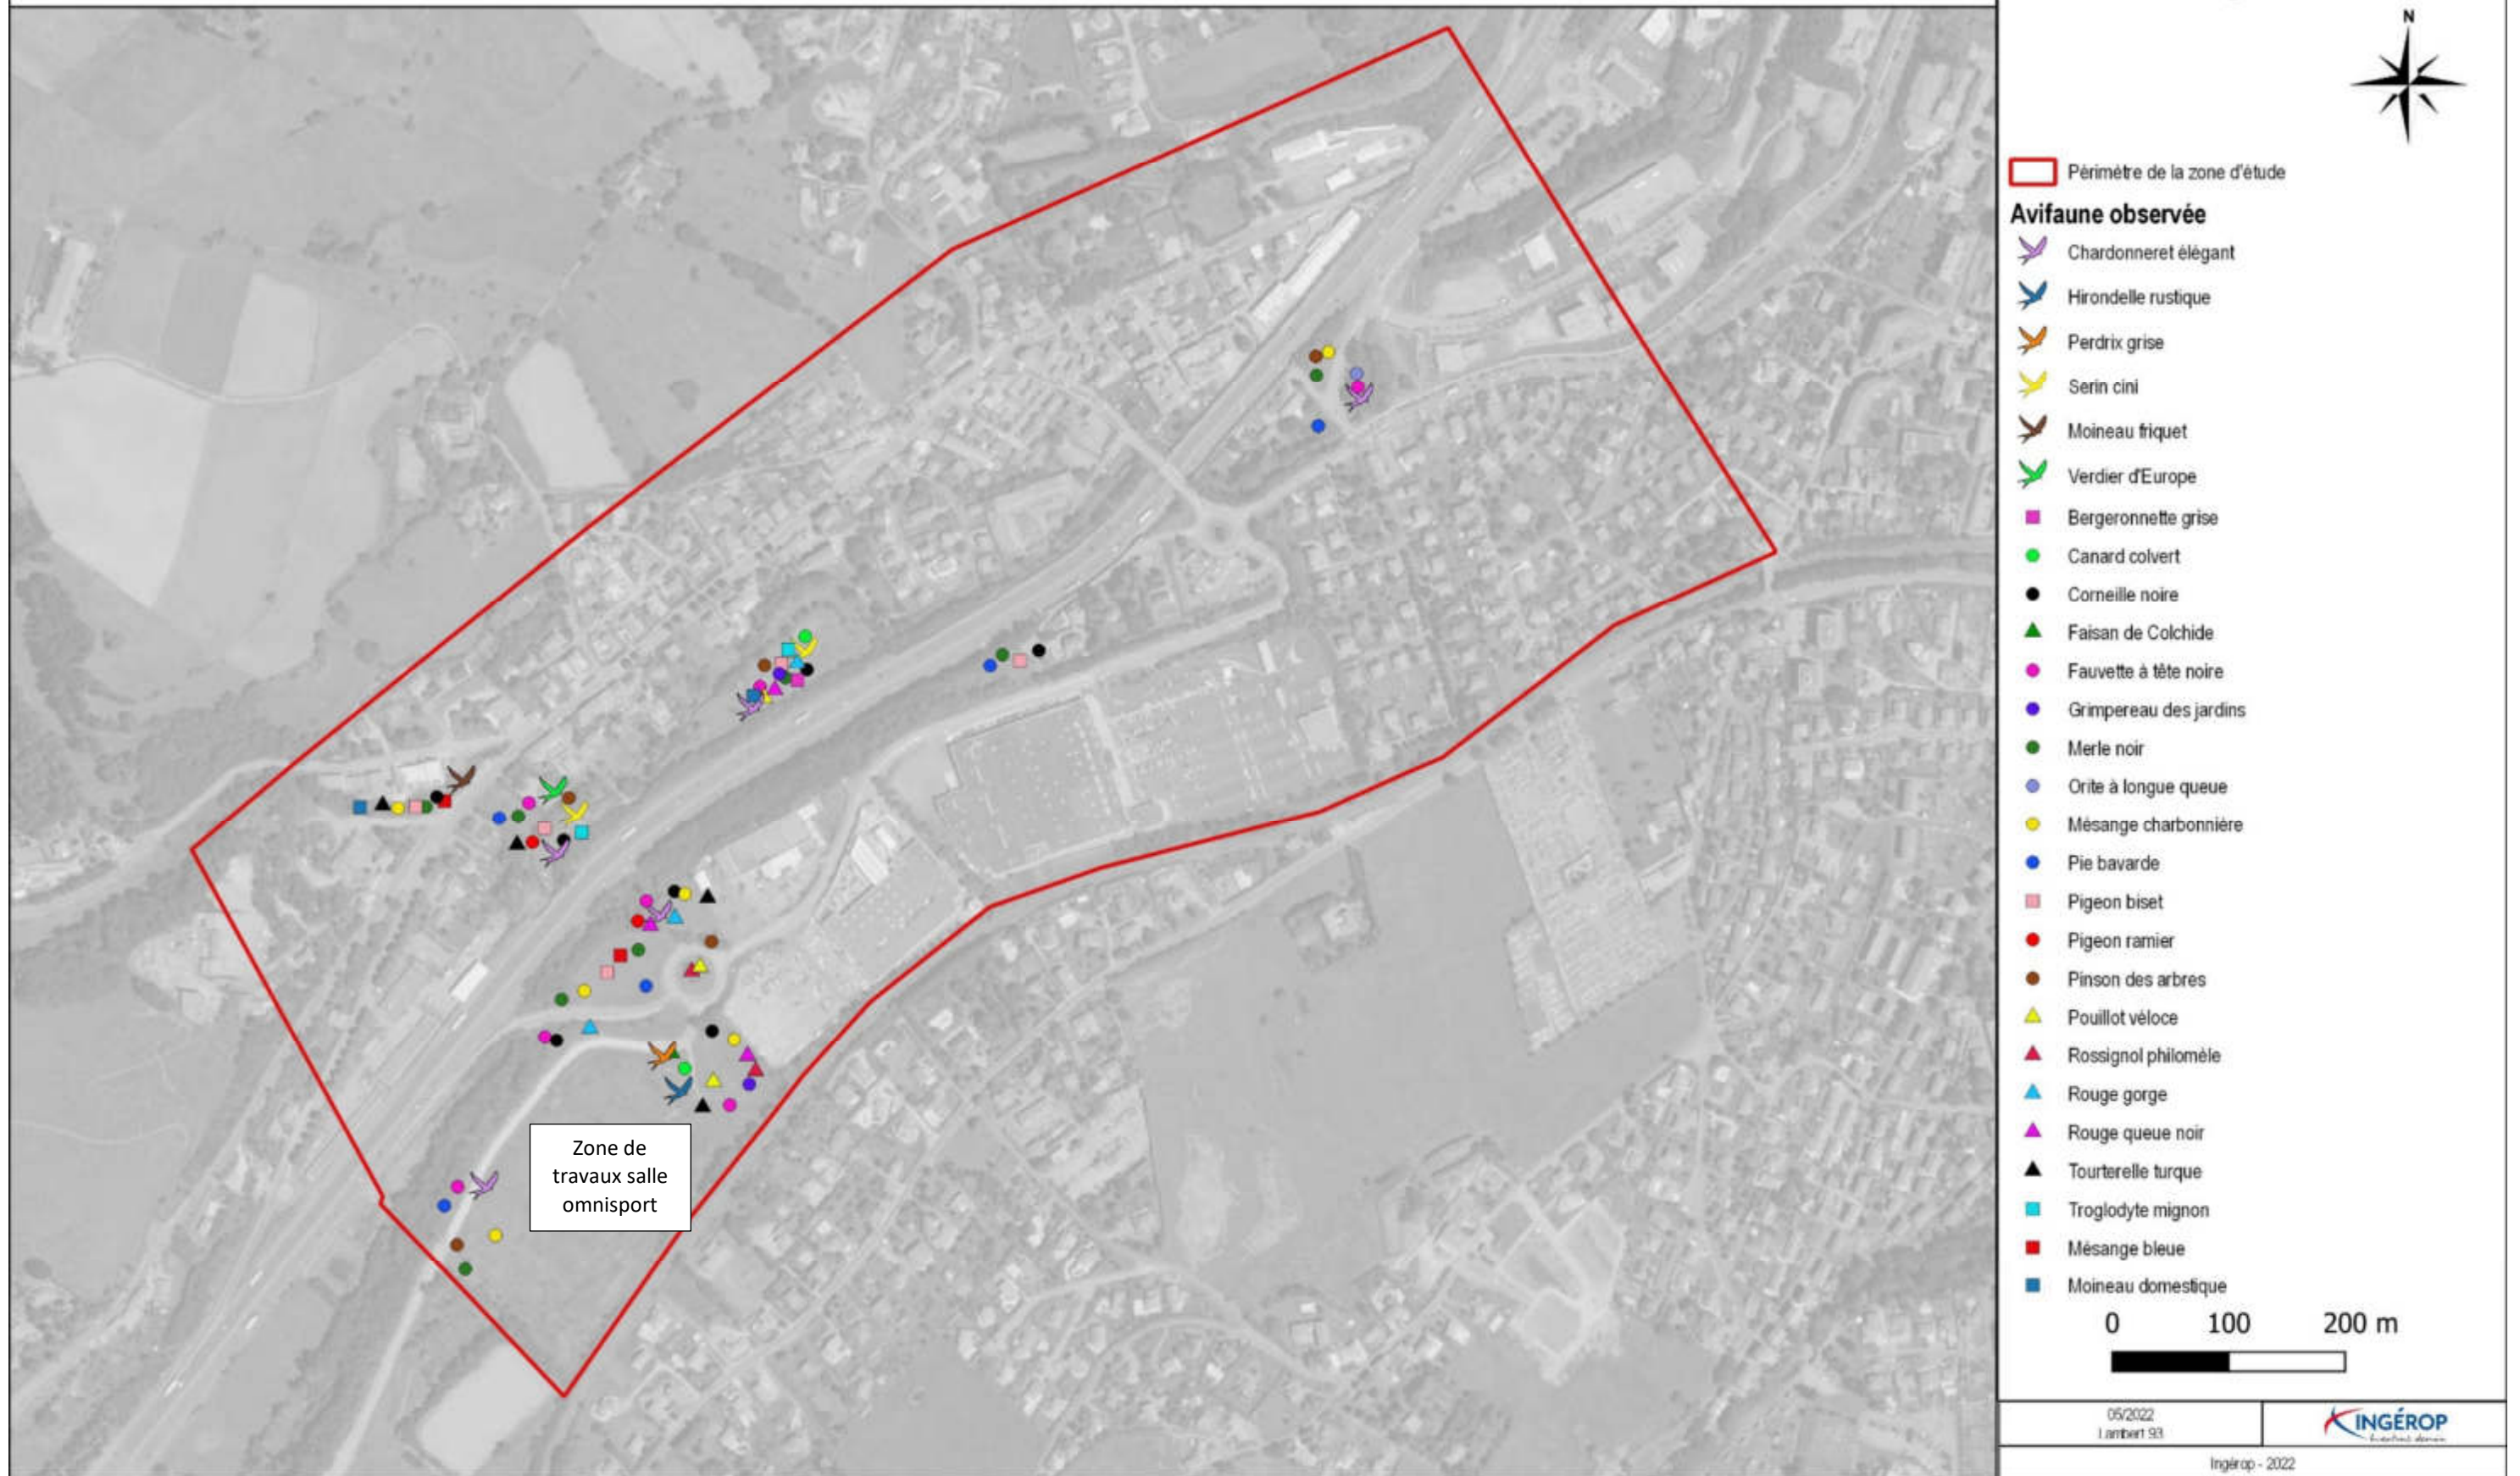 N
Périmètre de la zone d'étude
Avifaune observée
Chardonneret élégant
Hirondelle rustique
Perdrix grise
Serin cini
Moineau friquet
Verdier d'Europe
Bergeronnette grise
Canard colvert
Corneille noire
Faisan de Colchide
Fauvette à tête noire
Grimpereau des jardins
Merle noir
Orite à longue queue
Mésange charbonnière
Pie bavarde
Pigeon biset
Pigeon ramier
Pinson des arbres
Pouillot véloce
Rossignol philomèle
Rouge gorge
Rouge queue noir
Tourterelle turque
Troglodyte mignon
Mésange bleue
Moineau domestique
0 100 200 m
05/2022
Lambert 93
INGÉROP
Ingérop - 2022
Zone de
travaux salle
omnisport